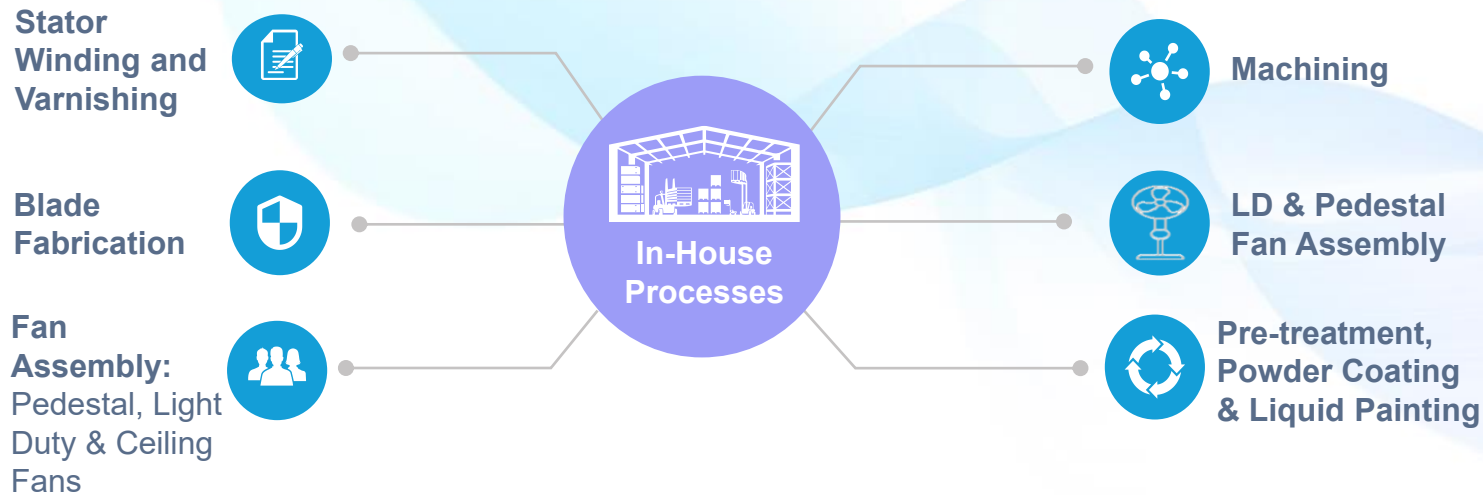 Stator
Winding and
Varnishing
Blade
Fabrication
Fan
Assembly:
Pedestal, Light
Duty & Ceiling
Fans
In-House
Processes
Machining
LD & Pedestal
Fan Assembly
Pre-treatment,
Powder Coating
& Liquid Painting